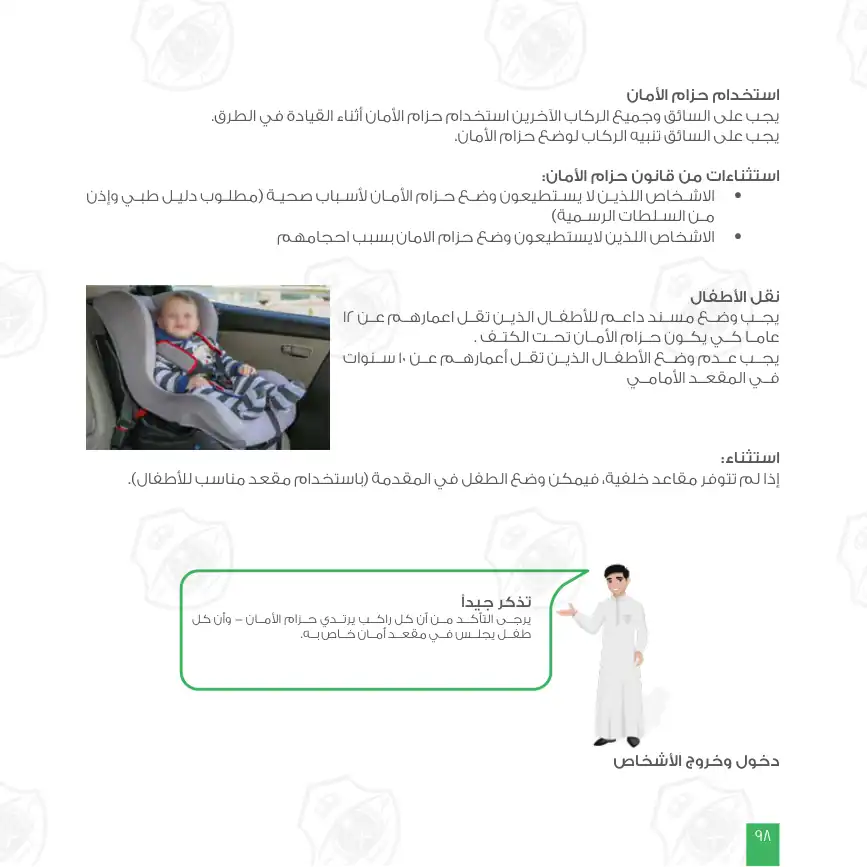 استخدام حزام الأمان
يجب على السائق وجميع الركاب الآخرين استخدام حزام الأمان أثناء القيادة في الطرق.
يجب على السائق تنبيه الركاب لوضع حزام الأمان.
استثناءات من قانون حزام الأمان:
• الاشخاص اللذين لا يستطيعون وضع حزام الأمان لأسباب صحية (مطلوب دليل طبي وإذن
من السلطات الرسمية)
• الاشخاص اللذين لايستطيعون وضع حزام الامان بسبب احجامهم
نقل الأطفال
يجب وضع مسند داعم للأطفال الذين تقل اعمارهم عن ١٢
عاما كي يكون حزام الأمان تحت الكتف .
يجب عدم وضع الأطفال الذين تقل أعمارهم عن ١٠ سنوات
في المقعد الأمامي
استثناء:
إذا لم تتوفر مقاعد خلفية، فيمكن وضع الطفل في المقدمة (باستخدام مقعد مناسب للأطفال).
تذكر جيداً
يرجى التأكد من أن كل راكب يرتدي حزام الأمان – وأن كل
طفل يجلس في مقعد أمان خاص به.
دخول وخروج الأشخاص
٩٨